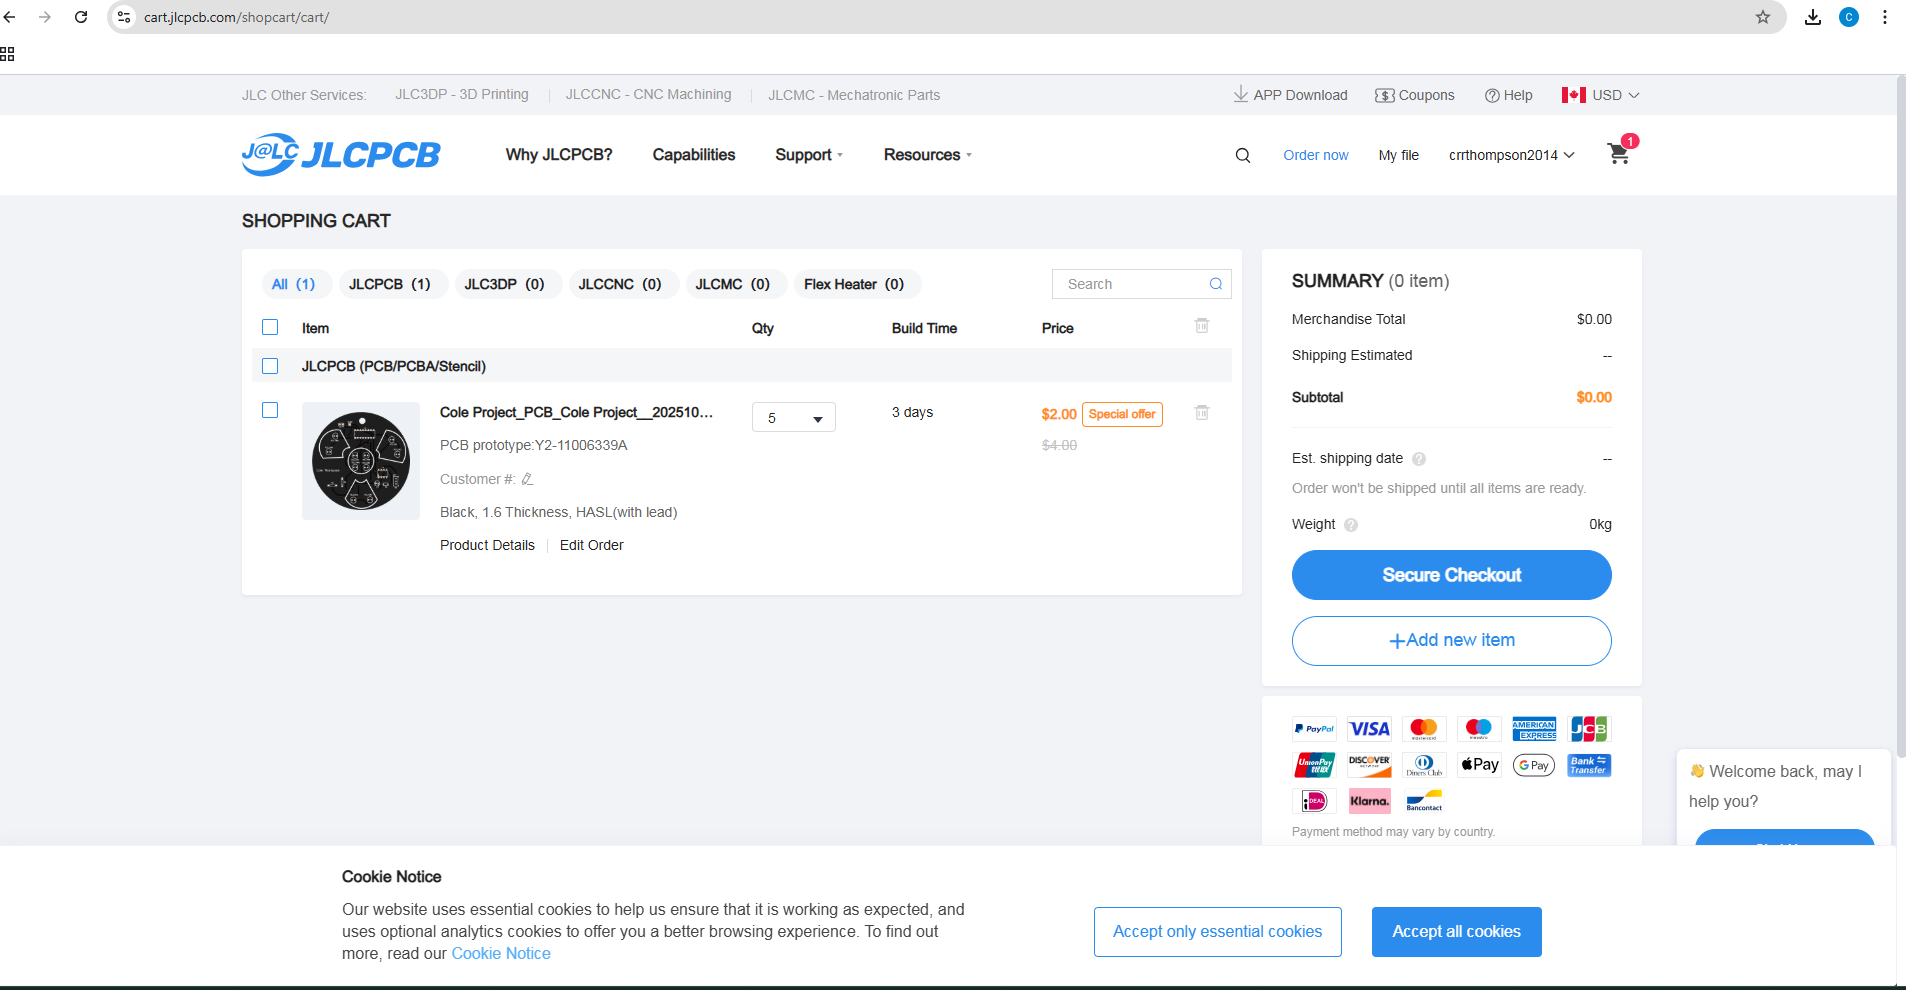 cart.jlcpcb.com/shopcart/cart/
C
JLC Other Services:
JLC3DP - 3D Printing
JLCCNC - CNC Machining
JLCMC - Mechatronic Parts
APP Download
$ Coupons
? Help
USD
J@LC JLCPCB
Why JLCPCB?
Capabilities
Support
Resources
Order now
My file
crrthompson2014
1
SHOPPING CART
All (1)
JLCPCB (1)
JLC3DP (0)
JLCCNC (0)
JLCMC (0)
Flex Heater (0)
Search
Item
Qty
Build Time
Price
JLCPCB (PCB/PCBA/Stencil)
Cole Project_PCB_Cole Project__202510...
5
3 days
$2.00 Special offer
PCB prototype:Y2-11006339A
$4.00
Customer #:
Black, 1.6 Thickness, HASL(with lead)
Product Details
Edit Order
SUMMARY (0 item)
Merchandise Total
$0.00
Shipping Estimated
--
Subtotal
$0.00
Est. shipping date ?
--
Order won't be shipped until all items are ready.
Weight ?
0kg
Secure Checkout
+Add new item
PayPal
VISA
mastercard
maestro
AMERICAN EXPRESS
JCB
UnionPay 银联
DISCOVER
Diners Club
Pay
G Pay
Bank Transfer
iDEAL
Klarna.
Bancontact
Payment method may vary by country.
👋 Welcome back, may I
help you?
Cookie Notice
Our website uses essential cookies to help us ensure that it is working as expected, and
uses optional analytics cookies to offer you a better browsing experience. To find out
more, read our Cookie Notice
Accept only essential cookies
Accept all cookies